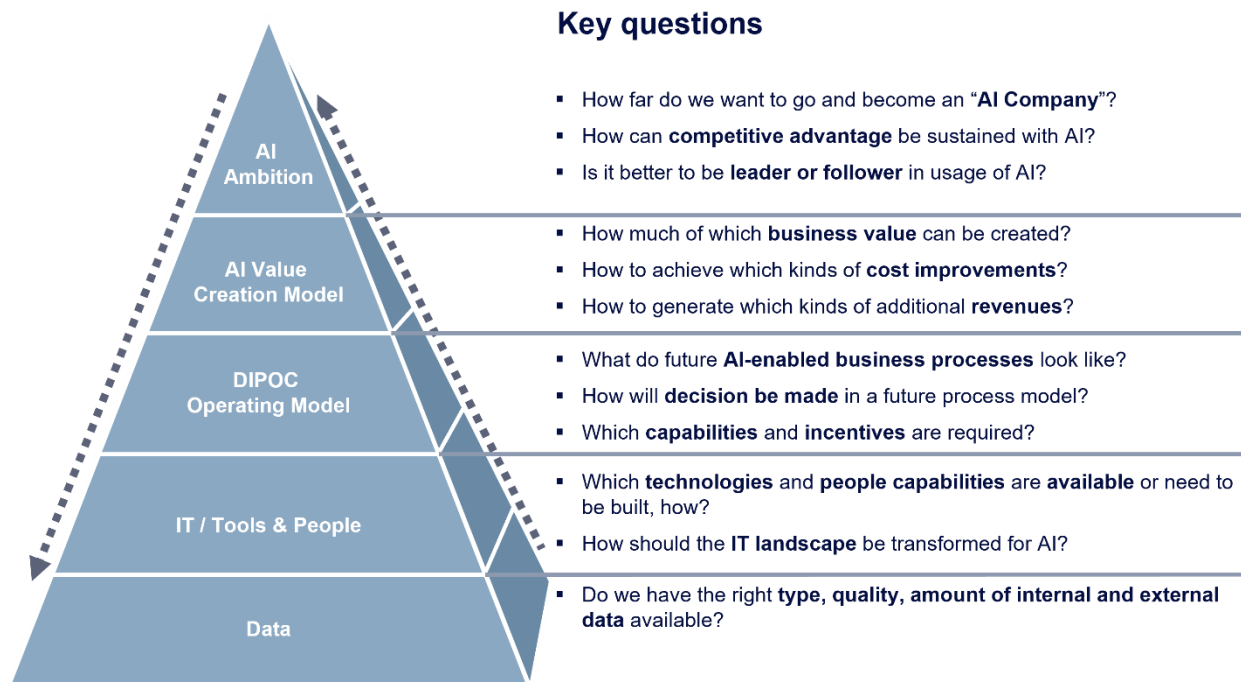 Key questions
AI
Ambition
▪ How far do we want to go and become an “AI Company”?
▪ How can competitive advantage be sustained with AI?
▪ Is it better to be leader or follower in usage of AI?
AI Value
Creation Model
▪ How much of which business value can be created?
▪ How to achieve which kinds of cost improvements?
▪ How to generate which kinds of additional revenues?
DIPOC
Operating Model
▪ What do future AI-enabled business processes look like?
▪ How will decision be made in a future process model?
▪ Which capabilities and incentives are required?
IT / Tools & People
▪ Which technologies and people capabilities are available or need to
be built, how?
▪ How should the IT landscape be transformed for AI?
Data
▪ Do we have the right type, quality, amount of internal and external
data available?